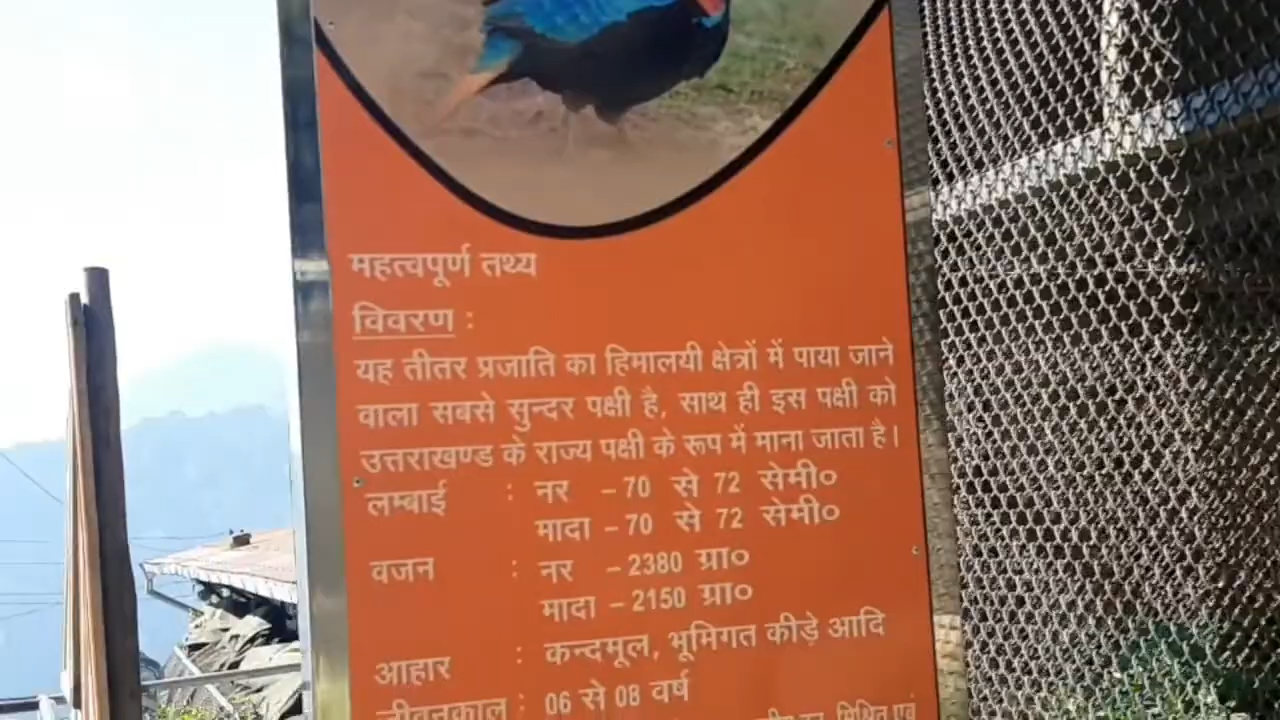 महत्वपूर्ण तथ्य
विवरण :
यह तीतर प्रजाति का हिमालयी क्षेत्रों में पाया जाने
वाला सबसे सुन्दर पक्षी है, साथ ही इस पक्षी को
उत्तराखण्ड के राज्य पक्षी के रूप में माना जाता है।
लम्बाई : नर – 70 से 72 सेमी०
मादा – 70 से 72 सेमी०
वजन : नर – 2380 ग्रा०
मादा – 2150 ग्रा०
आहार : कन्दमूल, भूमिगत कीड़े आदि
जीवनकाल : 06 से 08 वर्ष
मिश्रित एवं